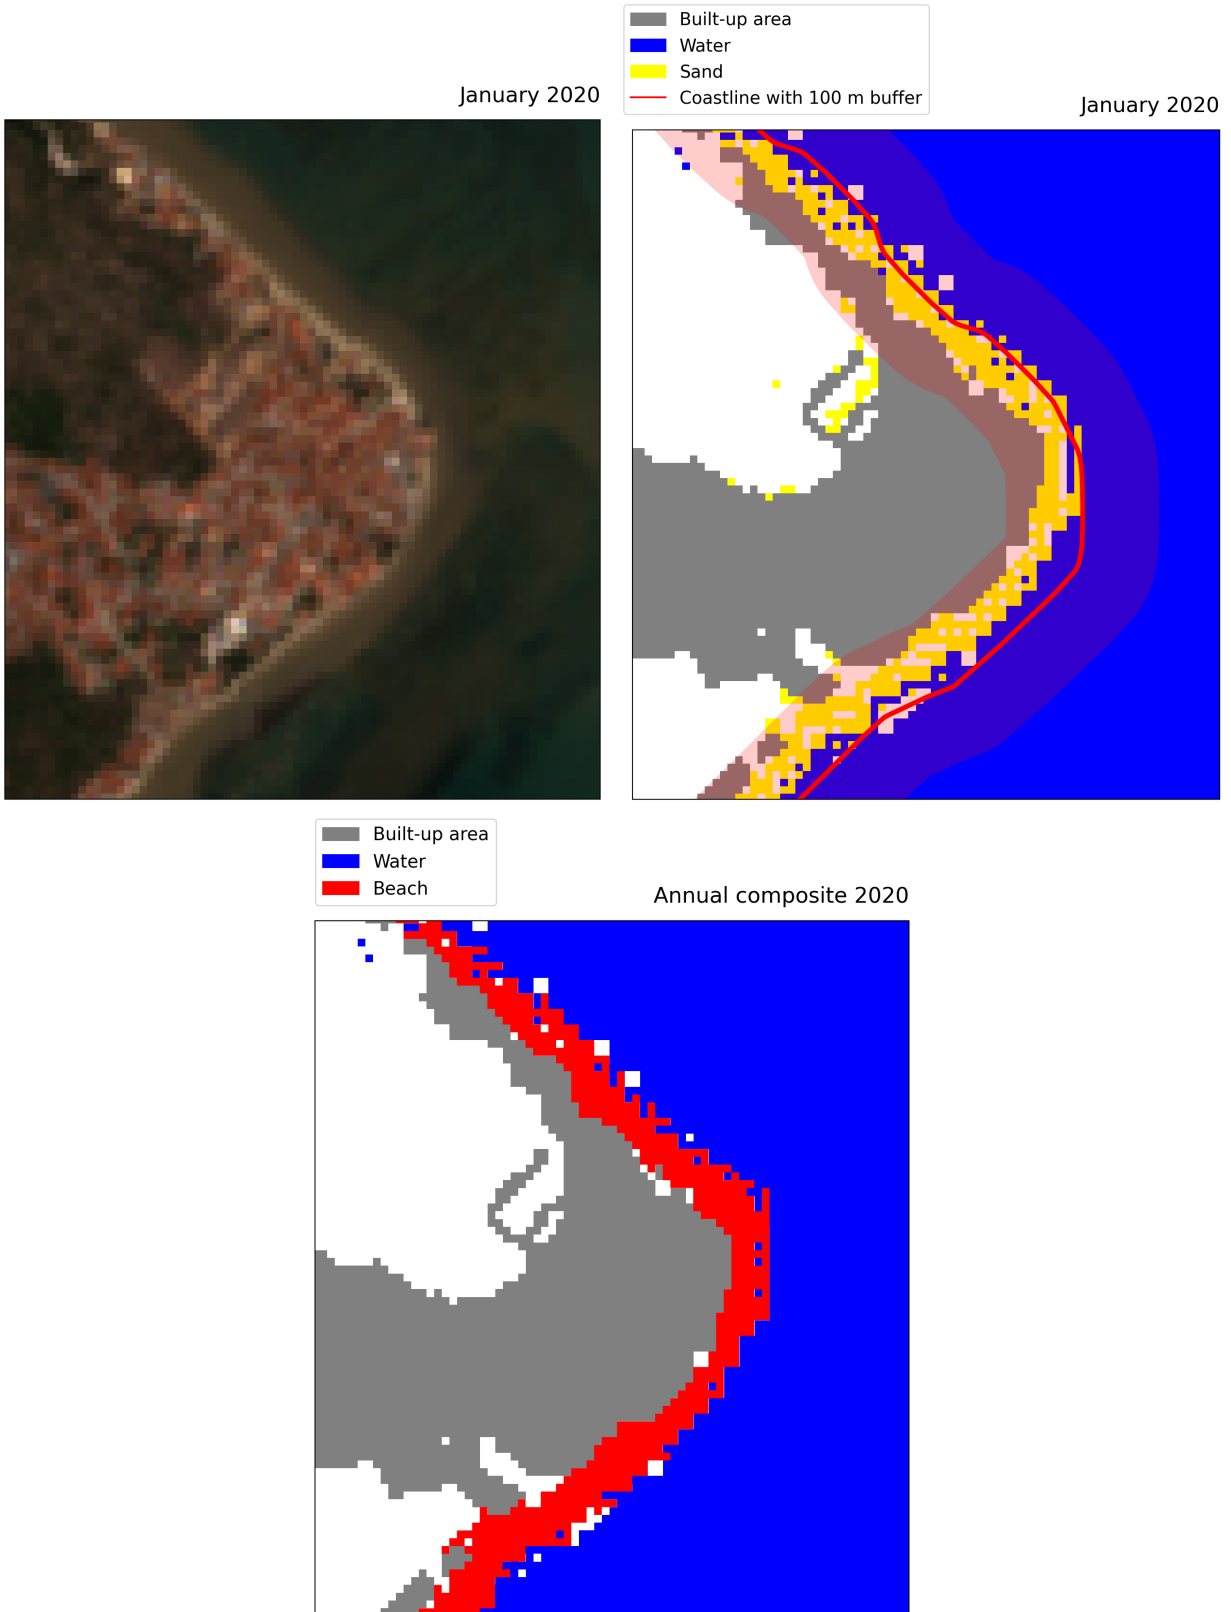 January 2020
Built-up area
Water
Sand
Coastline with 100 m buffer
January 2020
Built-up area
Water
Beach
Annual composite 2020